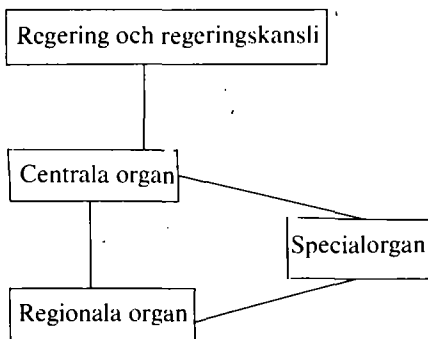 Regering och regeringskansli
Centrala organ
Specialorgan
Regionala organ